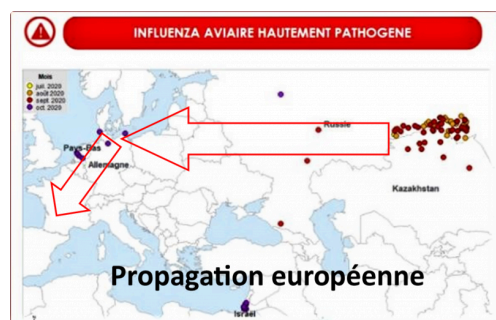 INFLUENZA AVIAIRE HAUTEMENT PATHOGENE
Mois
juil. 2020
août 2020
sept. 2020
oct. 2020
Russie
Pays-Bas
Allemagne
Kazakhstan
Propagation européenne
Israël